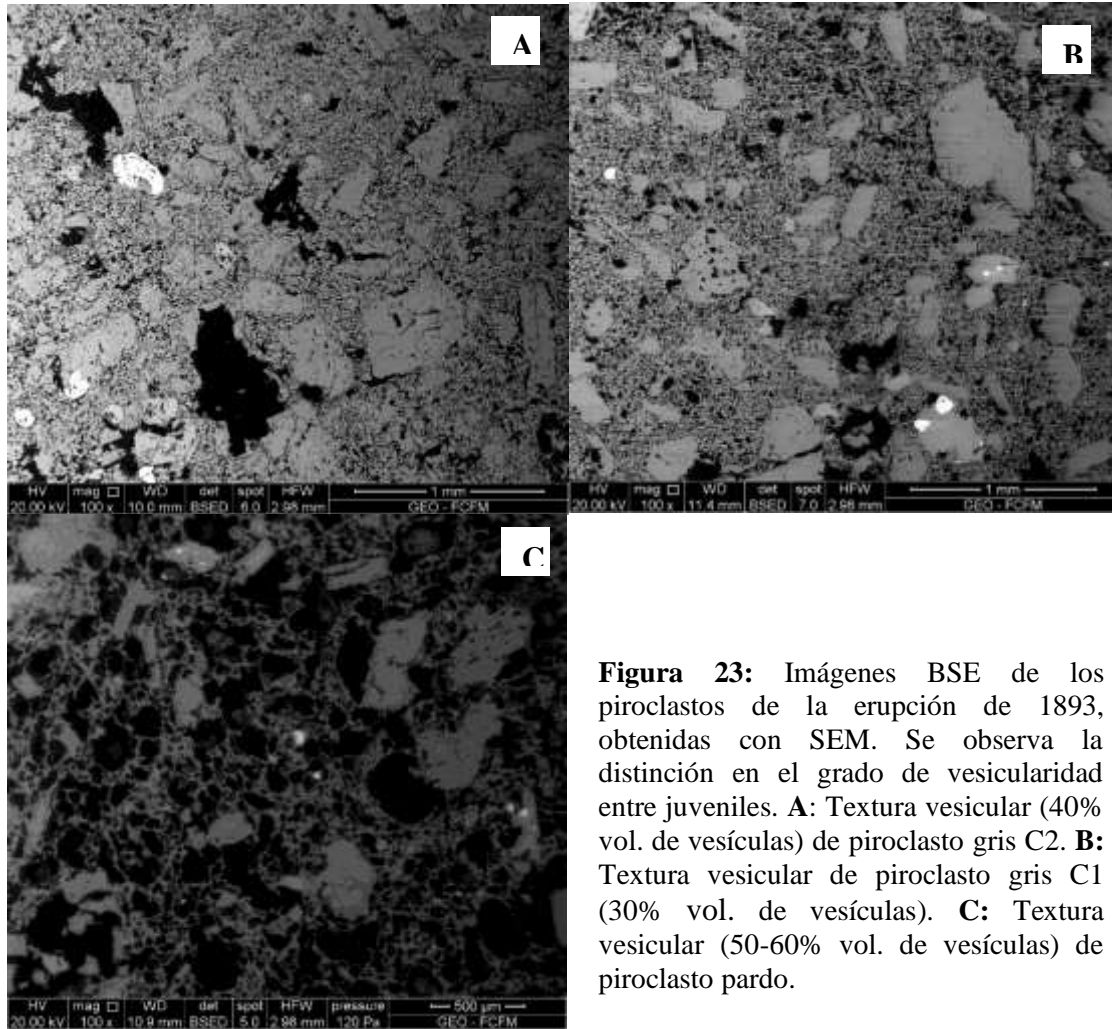 A
B
HV mag □ WD det spot HFW 1 mm
20.00 kV 100 x 10.0 mm BSED 6.0 2.98 mm GEO - FCFM
HV mag □ WD det spot HFW 1 mm
20.00 kV 100 x 11.4 mm BSED 7.0 2.98 mm GEO - FCFM
C
Figura 23: Imágenes BSE de los
piroclastos de la erupción de 1893,
obtenidas con SEM. Se observa la
distinción en el grado de vesicularidad
entre juveniles. A: Textura vesicular (40%
vol. de vesículas) de piroclasto gris C2. B:
Textura vesicular de piroclasto gris C1
(30% vol. de vesículas). C: Textura
vesicular (50-60% vol. de vesículas) de
piroclasto pardo.
HV mag □ WD det spot HFW pressure 500 µm
20.00 kV 100 x 10.9 mm BSED 5.0 2.98 mm 120 Pa GEO - FCFM